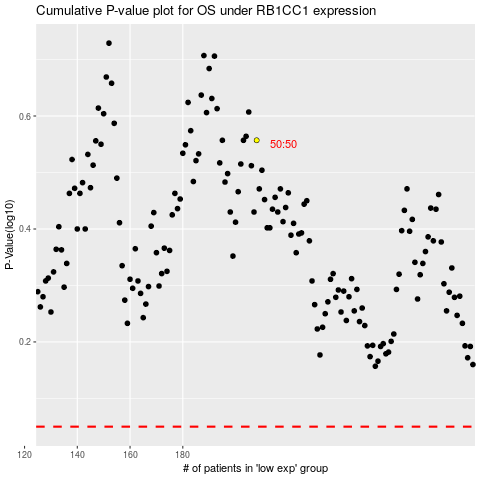 Cumulative P-value plot for OS under RB1CC1 expression
P-Value(log10)
0.6
0.4
0.2
50:50
120 140 160 180
# of patients in 'low exp' group